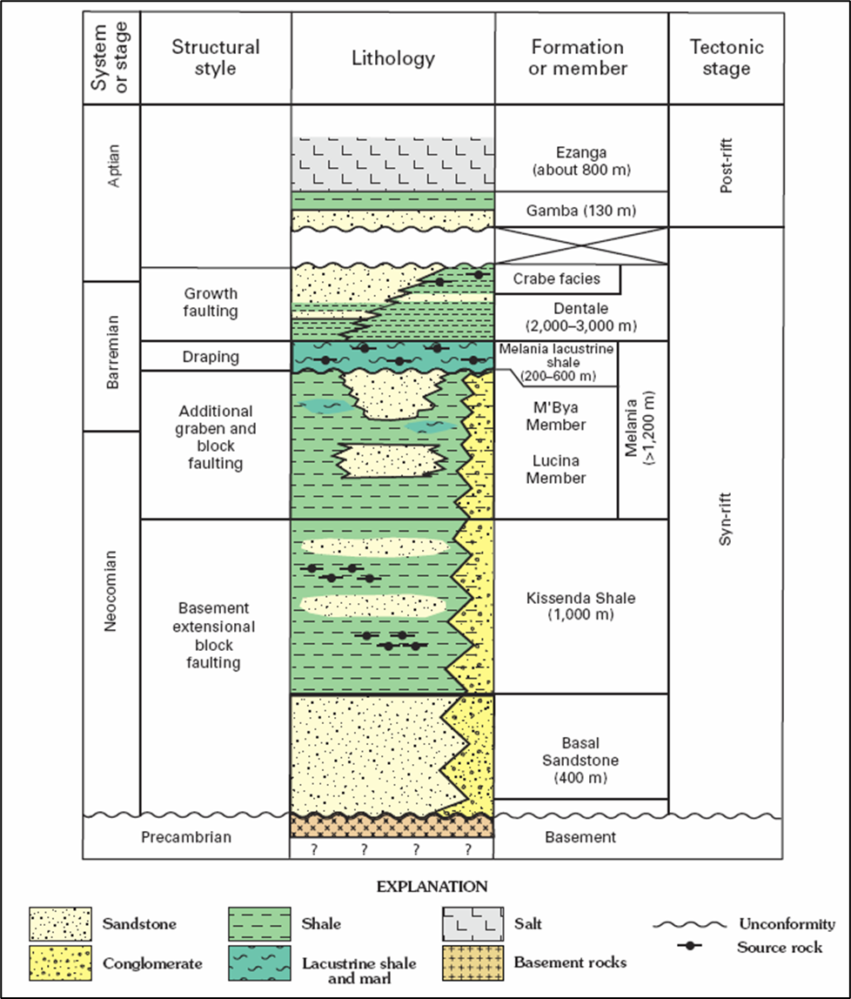 System
or stage
Structural
style
Lithology
Formation
or member
Tectonic
stage
Aptian
Ezanga
(about 800 m)
Post-rift
Gamba (130 m)
Growth
faulting
Crabe facies
Dentale
(2,000–3,000 m)
Barremian
Draping
Melania lacustrine
shale
(200–600 m)
Additional
graben and
block
faulting
M'Bya
Member
Lucina
Member
Melania
(>1,200 m)
Syn-rift
Neocomian
Basement
extensional
block
faulting
Kissenda Shale
(1,000 m)
Basal
Sandstone
(400 m)
Precambrian
Basement
? ? ? ?
EXPLANATION
Sandstone
Shale
Salt
Unconformity
Source rock
Conglomerate
Lacustrine shale
and marl
Basement rocks